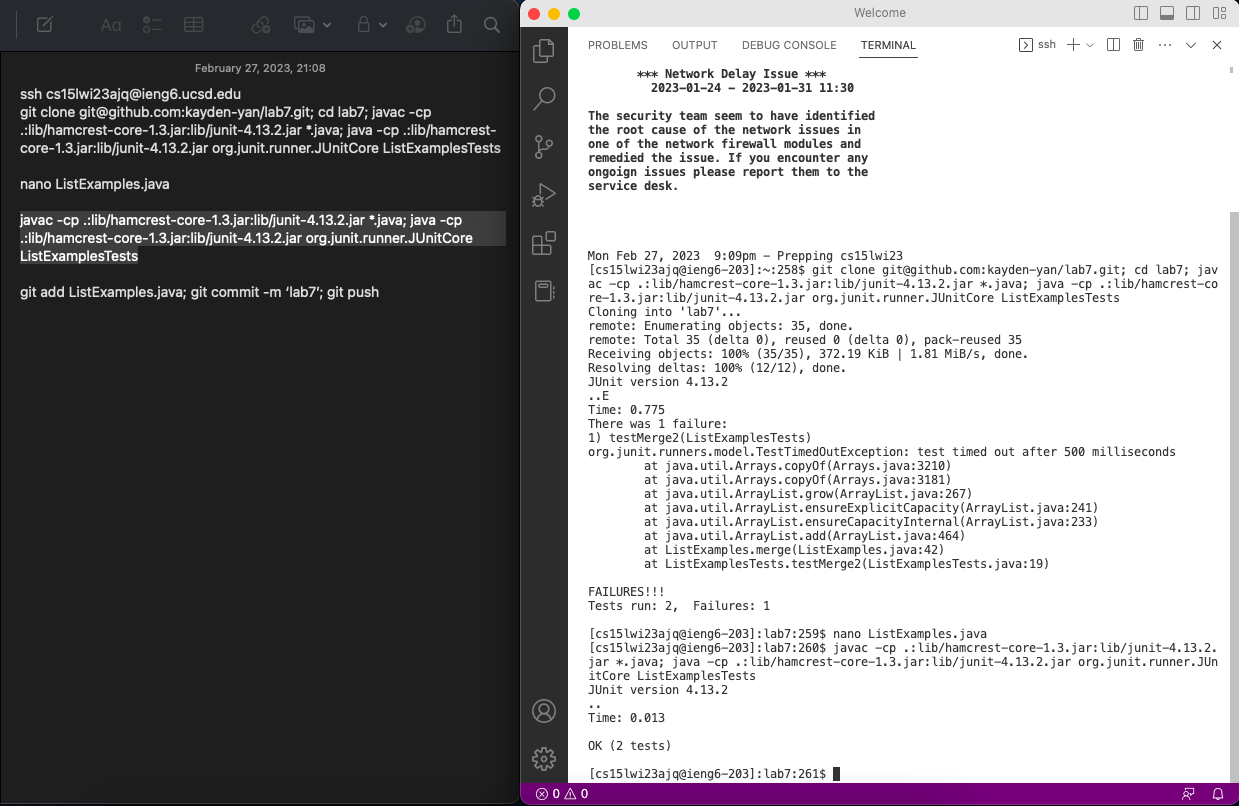 Aa
February 27, 2023, 21:08
ssh cs15lwi23ajq@ieng6.ucsd.edu
git clone git@github.com:kayden-yan/lab7.git; cd lab7; javac -cp
.:lib/hamcrest-core-1.3.jar:lib/junit-4.13.2.jar *.java; java -cp .:lib/hamcrest-
core-1.3.jar:lib/junit-4.13.2.jar org.junit.runner.JUnitCore ListExamplesTests
nano ListExamples.java
javac -cp .:lib/hamcrest-core-1.3.jar:lib/junit-4.13.2.jar *.java; java -cp
.:lib/hamcrest-core-1.3.jar:lib/junit-4.13.2.jar org.junit.runner.JUnitCore
ListExamplesTests
git add ListExamples.java; git commit -m ‘lab7’; git push
Welcome
PROBLEMS OUTPUT DEBUG CONSOLE TERMINAL ssh
*** Network Delay Issue ***
2023-01-24 - 2023-01-31 11:30
The security team seem to have identified
the root cause of the network issues in
one of the network firewall modules and
remedied the issue. If you encounter any
ongoign issues please report them to the
service desk.
Mon Feb 27, 2023  9:09pm - Prepping cs15lwi23
[cs15lwi23ajq@ieng6-203]:~:258$ git clone git@github.com:kayden-yan/lab7.git; cd lab7; jav
ac -cp .:lib/hamcrest-core-1.3.jar:lib/junit-4.13.2.jar *.java; java -cp .:lib/hamcrest-co
re-1.3.jar:lib/junit-4.13.2.jar org.junit.runner.JUnitCore ListExamplesTests
Cloning into 'lab7'...
remote: Enumerating objects: 35, done.
remote: Total 35 (delta 0), reused 0 (delta 0), pack-reused 35
Receiving objects: 100% (35/35), 372.19 KiB | 1.81 MiB/s, done.
Resolving deltas: 100% (12/12), done.
JUnit version 4.13.2
..E
Time: 0.775
There was 1 failure:
1) testMerge2(ListExamplesTests)
org.junit.runners.model.TestTimedOutException: test timed out after 500 milliseconds
at java.util.Arrays.copyOf(Arrays.java:3210)
at java.util.Arrays.copyOf(Arrays.java:3181)
at java.util.ArrayList.grow(ArrayList.java:267)
at java.util.ArrayList.ensureExplicitCapacity(ArrayList.java:241)
at java.util.ArrayList.ensureCapacityInternal(ArrayList.java:233)
at java.util.ArrayList.add(ArrayList.java:464)
at ListExamples.merge(ListExamples.java:42)
at ListExamplesTests.testMerge2(ListExamplesTests.java:19)
FAILURES!!!
Tests run: 2,  Failures: 1
[cs15lwi23ajq@ieng6-203]:lab7:259$ nano ListExamples.java
[cs15lwi23ajq@ieng6-203]:lab7:260$ javac -cp .:lib/hamcrest-core-1.3.jar:lib/junit-4.13.2.
jar *.java; java -cp .:lib/hamcrest-core-1.3.jar:lib/junit-4.13.2.jar org.junit.runner.JUn
itCore ListExamplesTests
JUnit version 4.13.2
..
Time: 0.013
OK (2 tests)
[cs15lwi23ajq@ieng6-203]:lab7:261$
0 0